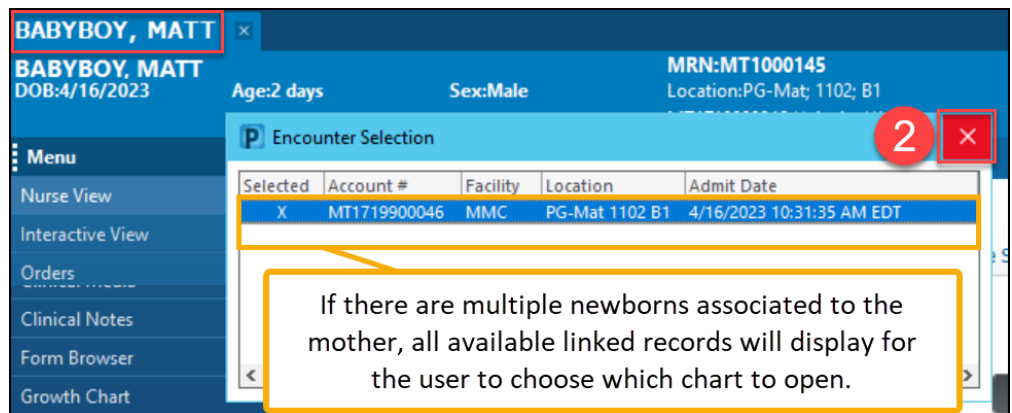 BABYBOY, MATT ×
BABYBOY, MATT
DOB:4/16/2023
Age:2 days
Sex:Male
MRN:MT1000145
Location:PG-Mat; 1102; B1
P Encounter Selection
2
Menu
Nurse View
Interactive View
Orders
Clinical Notes
Form Browser
Growth Chart
Selected Account # Facility Location Admit Date
X MT1719900046 MMC PG-Mat 1102 B1 4/16/2023 10:31:35 AM EDT
If there are multiple newborns associated to the
mother, all available linked records will display for
the user to choose which chart to open.